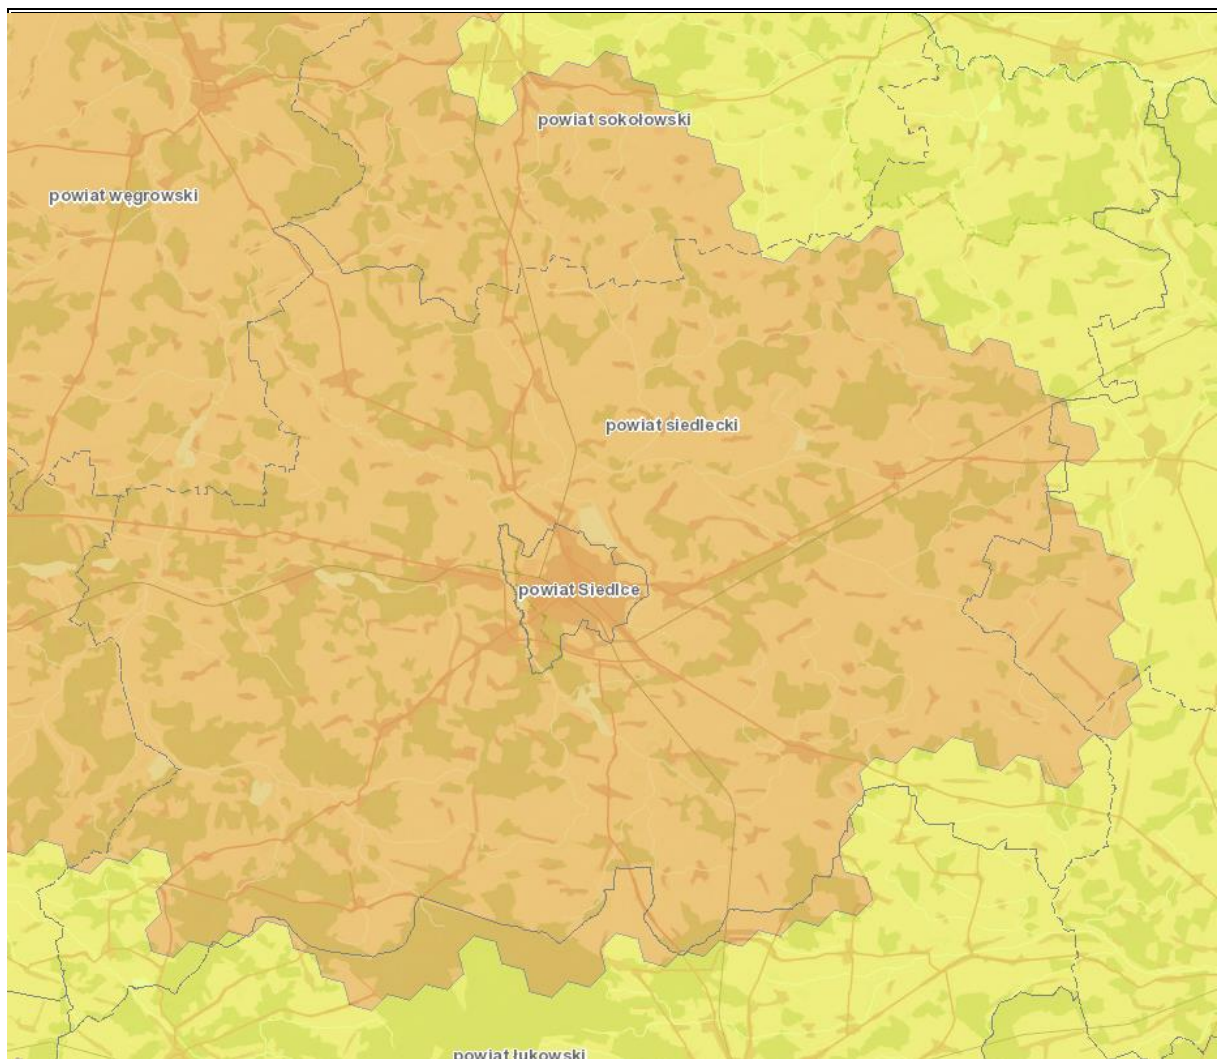 powiat sokołowski
powiat węgrowski
powiat siedlecki
powiat Siedlce
powiat łukowski